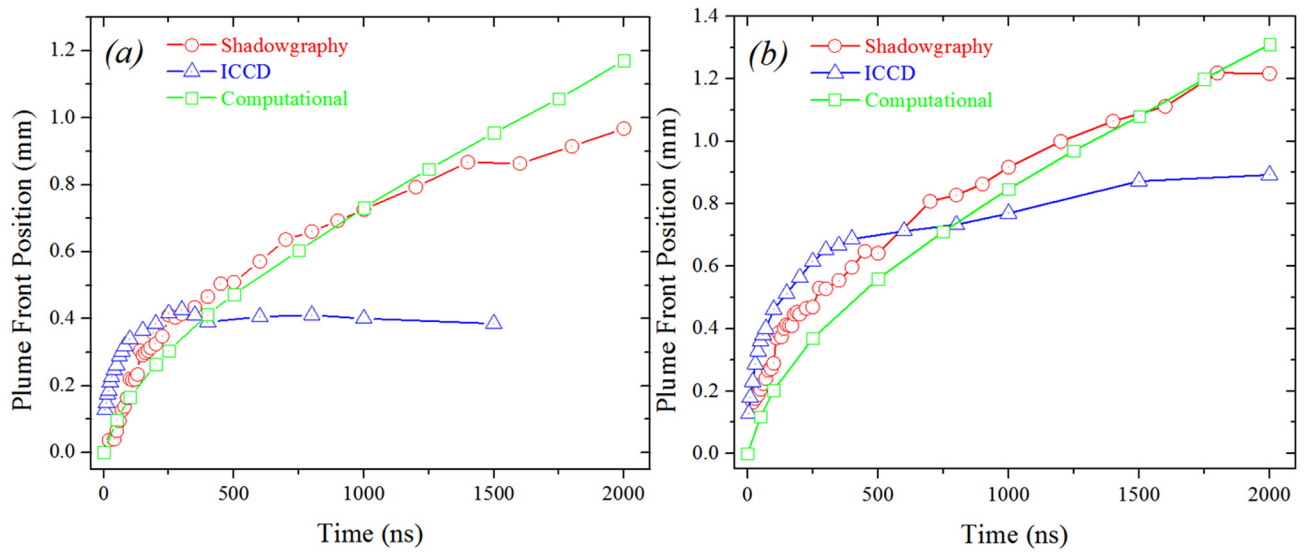 (a)
Shadowgraphy
ICCD
Computational
Plume Front Position (mm)
1.2
1.0
0.8
0.6
0.4
0.2
0.0
0
500
1000
1500
2000
Time (ns)
(b)
Shadowgraphy
ICCD
Computational
Plume Front Position (mm)
1.4
1.2
1.0
0.8
0.6
0.4
0.2
0.0
0
500
1000
1500
2000
Time (ns)